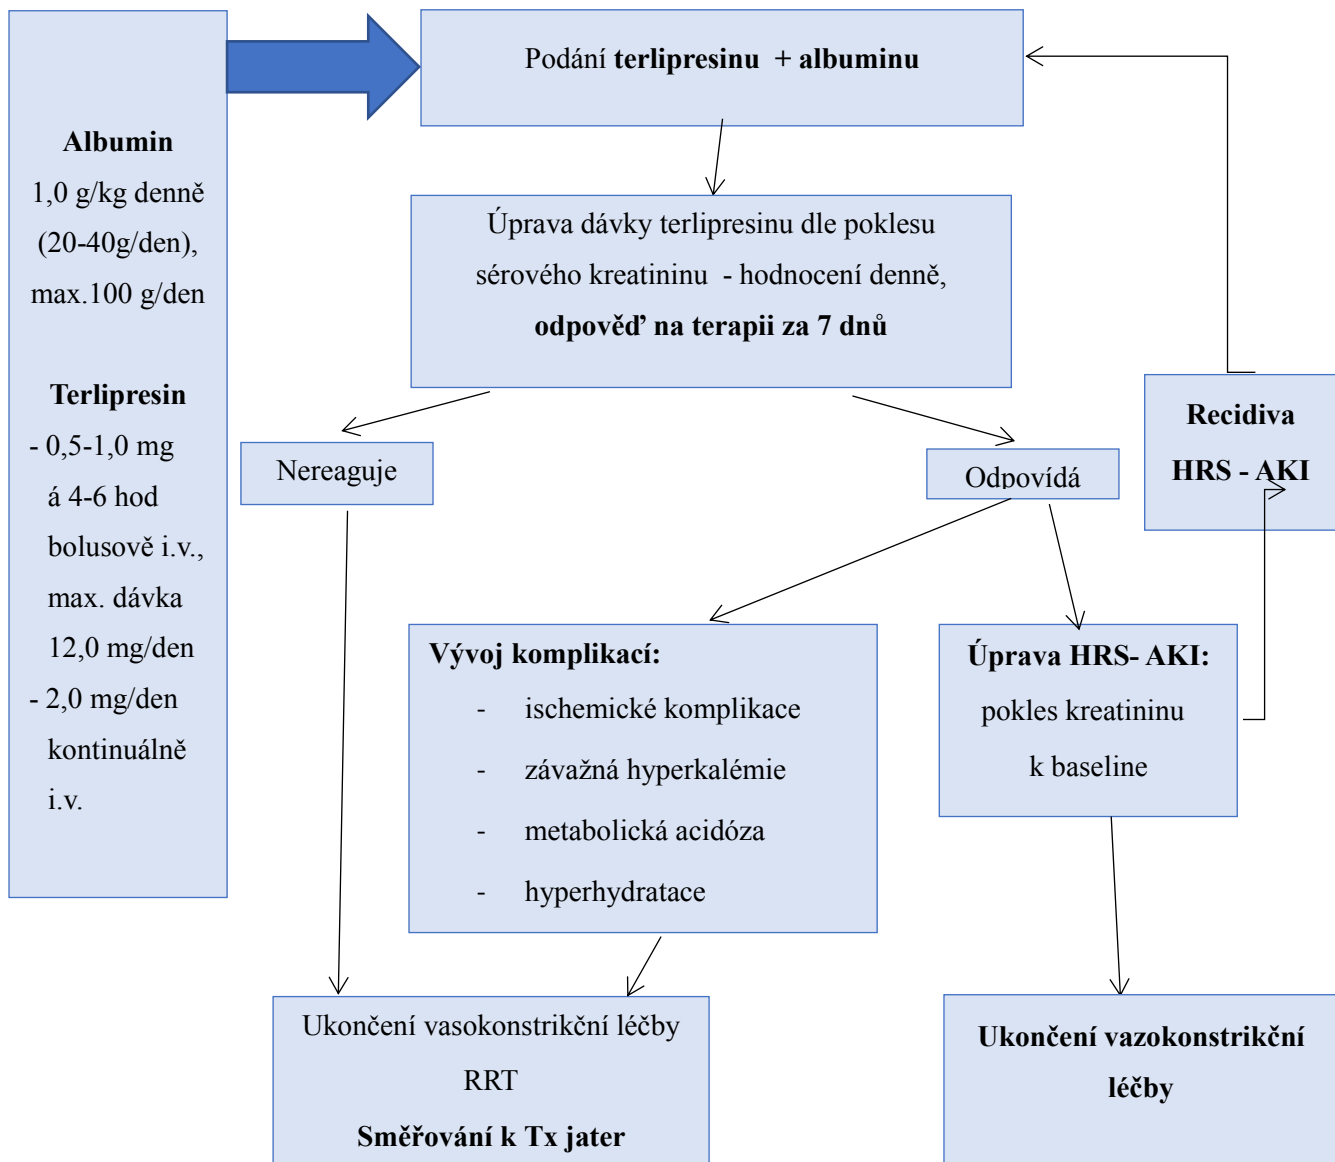 Albumin
1,0 g/kg denně
(20-40g/den),
max.100 g/den
Terlipresin
- 0,5-1,0 mg
á 4-6 hod
bolusově i.v.,
max. dávka
12,0 mg/den
- 2,0 mg/den
kontinuálně
i.v.
Podání terlipresinu + albuminu
Úprava dávky terlipresinu dle poklesu
sérového kreatininu - hodnocení denně,
odpověď na terapii za 7 dnů
Nereaguje
Odpovídá
Recidiva
HRS - AKI
Vývoj komplikací:
- ischemické komplikace
- závažná hyperkalémie
- metabolická acidóza
- hyperhydratace
Úprava HRS- AKI:
pokles kreatininu
k baseline
Ukončení vasokonstrikční léčby
RRT
Směřování k Tx jater
Ukončení vazokonstrikční
léčby